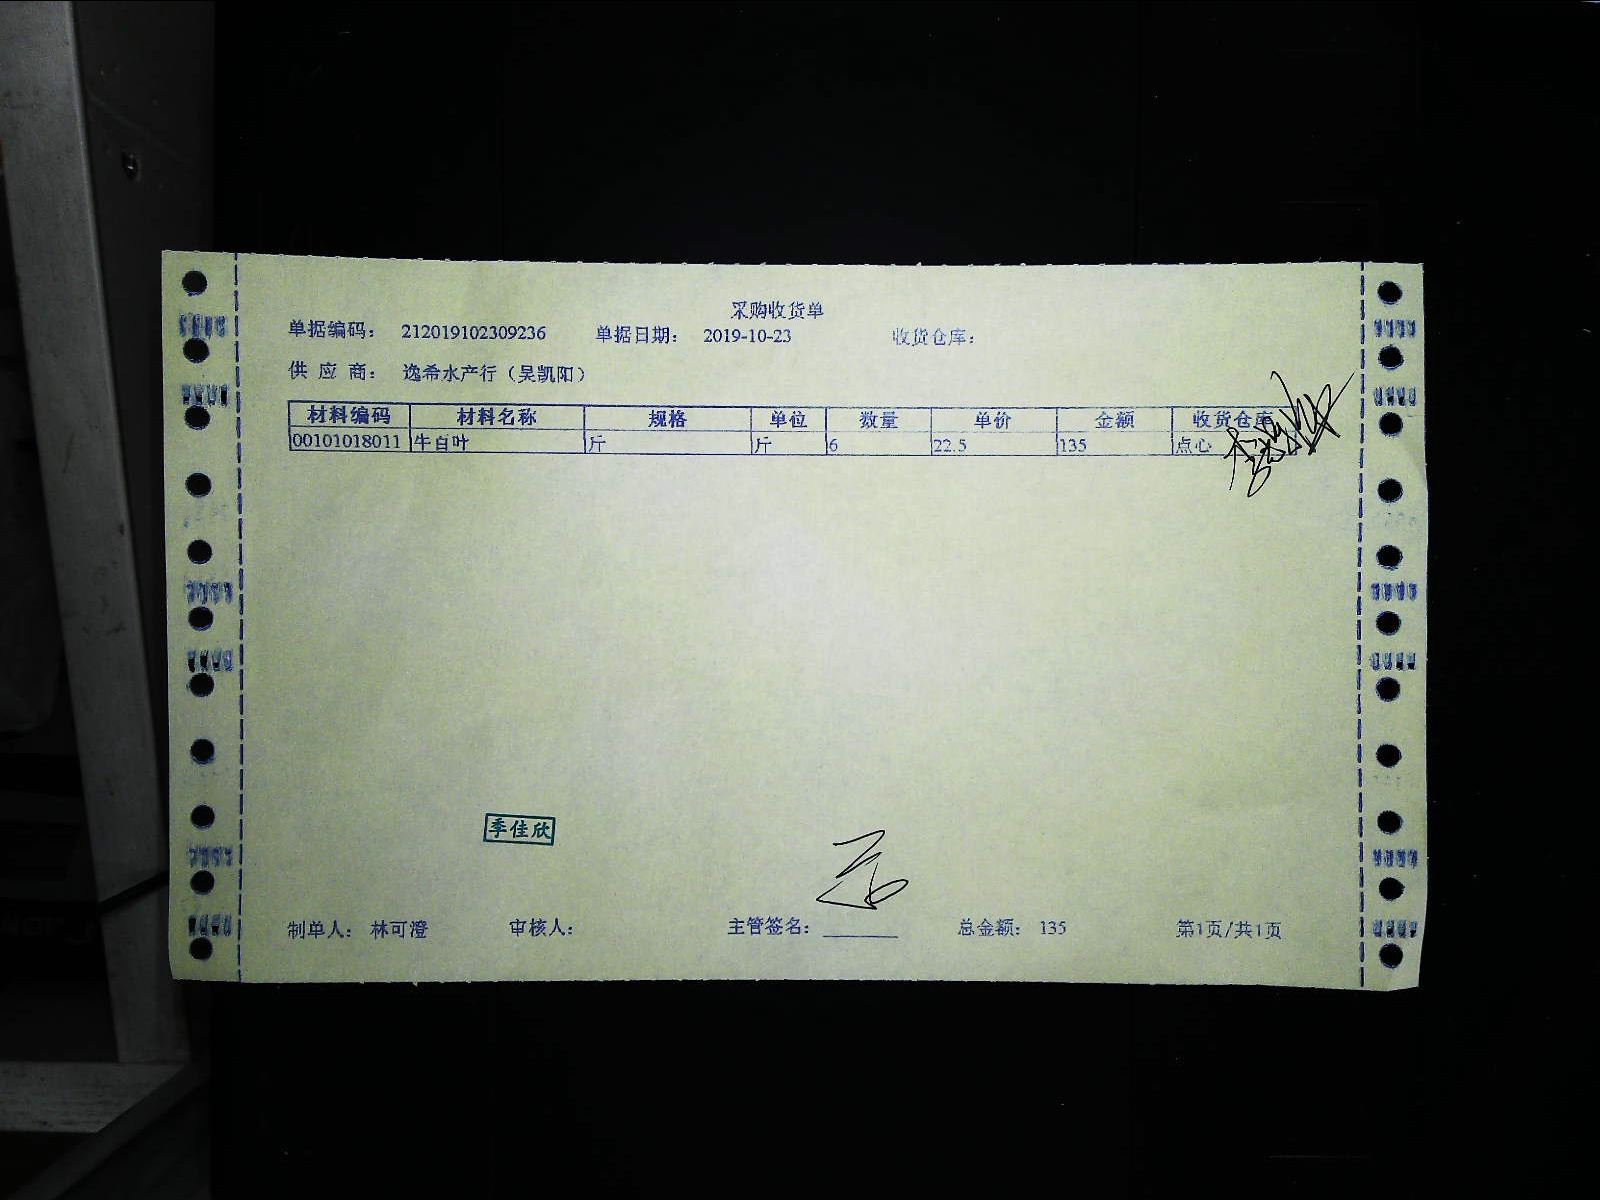 采购收货单
单据编码： 212019102309236 单据日期： 2019-10-23 收货仓库：
供 应 商： 逸希水产行（吴凯阳）
材料编码 材料名称 规格 单位 数量 单价 金额 收货仓库
00101018011 牛百叶 斤 斤 6 22.5 135 点心
季佳欣
制单人： 林可澄 审核人： 主管签名：________ 总金额： 135 第1页/共1页